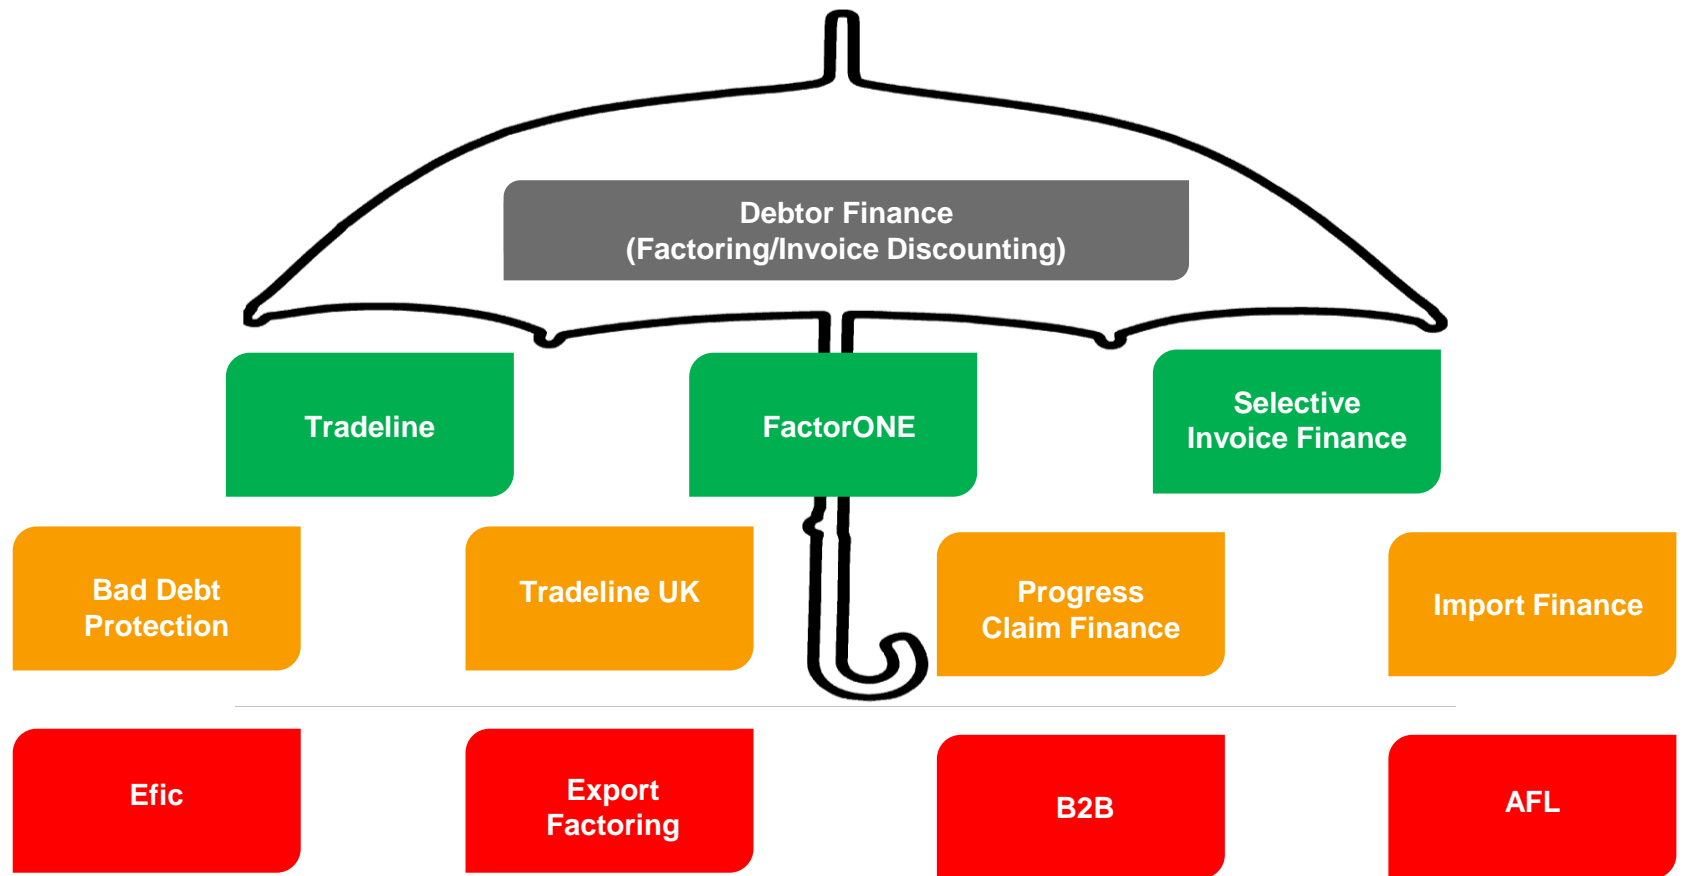 Debtor Finance
(Factoring/Invoice Discounting)
Tradeline
FactorONE
Selective
Invoice Finance
Bad Debt
Protection
Tradeline UK
Progress
Claim Finance
Import Finance
Efic
Export
Factoring
B2B
AFL